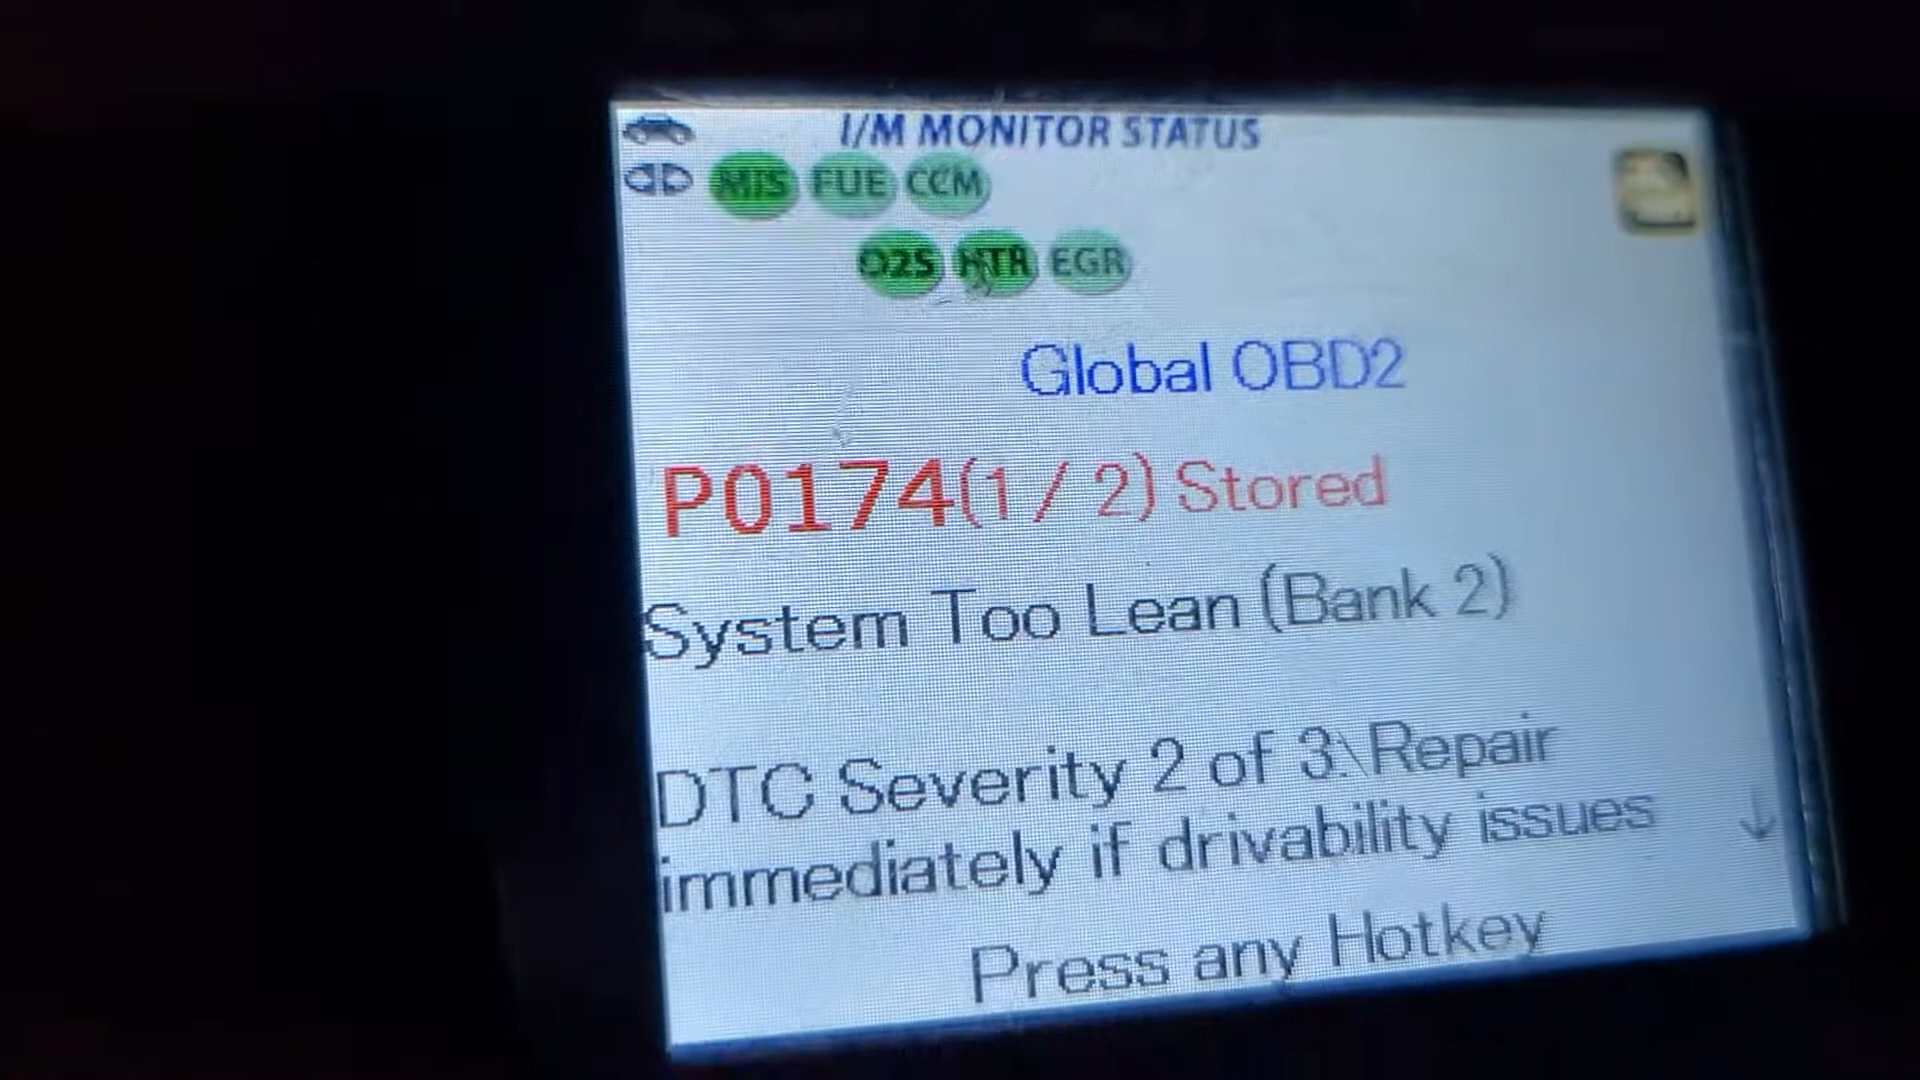 I/M MONITOR STATUS
MIS FUE CCM
O2S HTR EGR
Global OBD2
P0174(1 / 2) Stored
System Too Lean (Bank 2)
DTC Severity 2 of 3:\Repair
immediately if drivability issues
Press any Hotkey